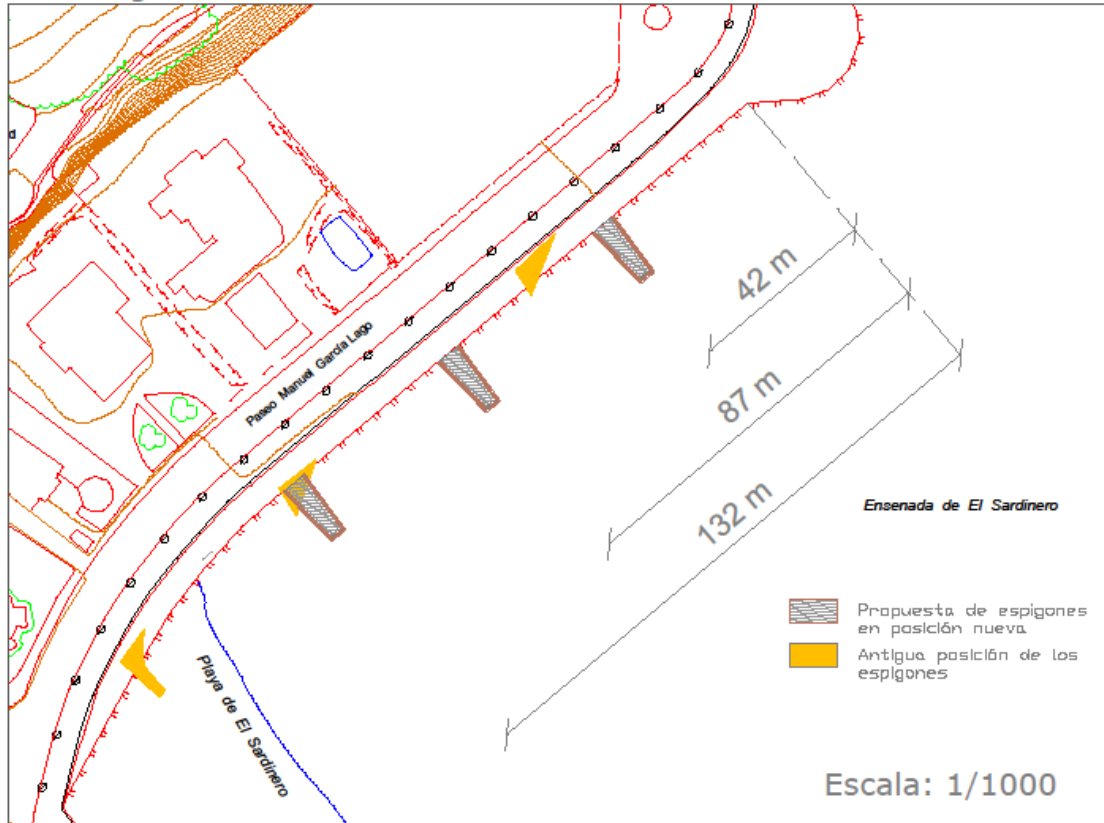 d
Paseo Manuel García Lago
42 m
87 m
132 m
Ensenada de El Sardinero
Propuesta de espigones
en posición nueva
Antigua posición de los
espigones
Playa de El Sardinero
Escala: 1/1000